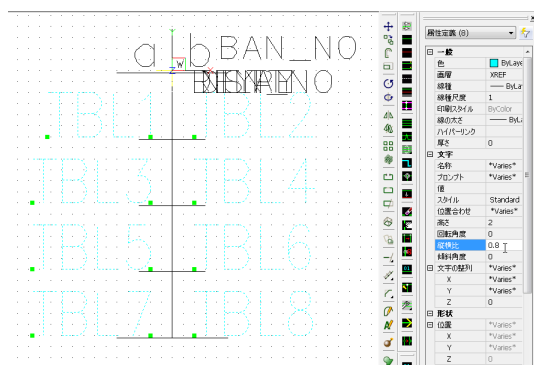 属性定義 (8)
a b BAN_NO
W
NO
TBL1 TBL2
TBL3 TBL4
TBL5 TBL6
TBL7 TBL8
一般
色 ByLaye
画層 XREF
線種 ByLa
線種尺度 1
印刷スタイル ByColor
線の太さ ByLa
ハイパーリンク
厚さ 0
文字
名称 *Varies*
プロンプト *Varies*
値
スタイル Standard
位置合わせ *Varies*
高さ 2
回転角度 0
縦横比 0.8
傾斜角度 0
文字の整列 *Varies*
X *Varies*
Y *Varies*
Z 0
形状
位置 *Varies*
X *Varies*
Y *Varies*
Z 0